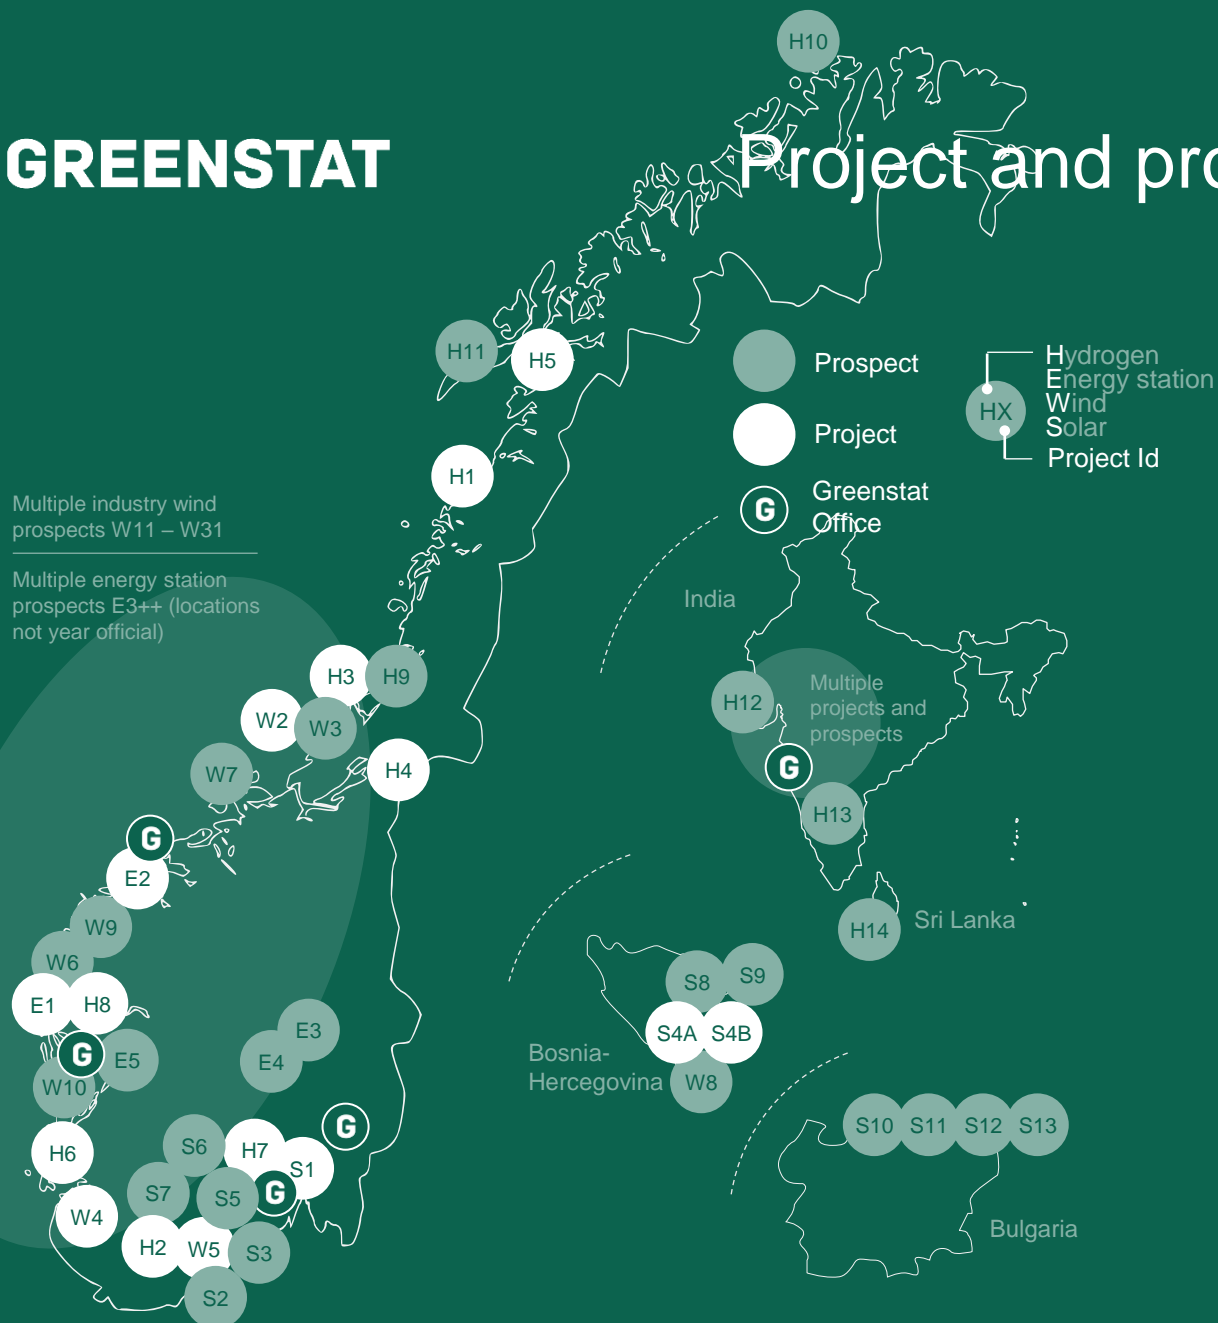 H10
GREENSTAT
Project and pro
H11
H5
Prospect
Project
G
Greenstat
Office
HX
Hydrogen
Energy station
Wind
Solar
Project Id
H1
Multiple industry wind
prospects W11 – W31
Multiple energy station
prospects E3++ (locations
not year official)
India
H3
H9
W2
W3
H4
W7
G
E2
W9
W6
E1
H8
G
E5
W10
E3
E4
G
H6
S6
H7
S1
G
S7
S5
W4
H2
W5
S3
S2
H12
Multiple
projects and
prospects
G
H13
H14
Sri Lanka
S8
S9
S4A
S4B
W8
Bosnia-
Hercegovina
S10
S11
S12
S13
Bulgaria